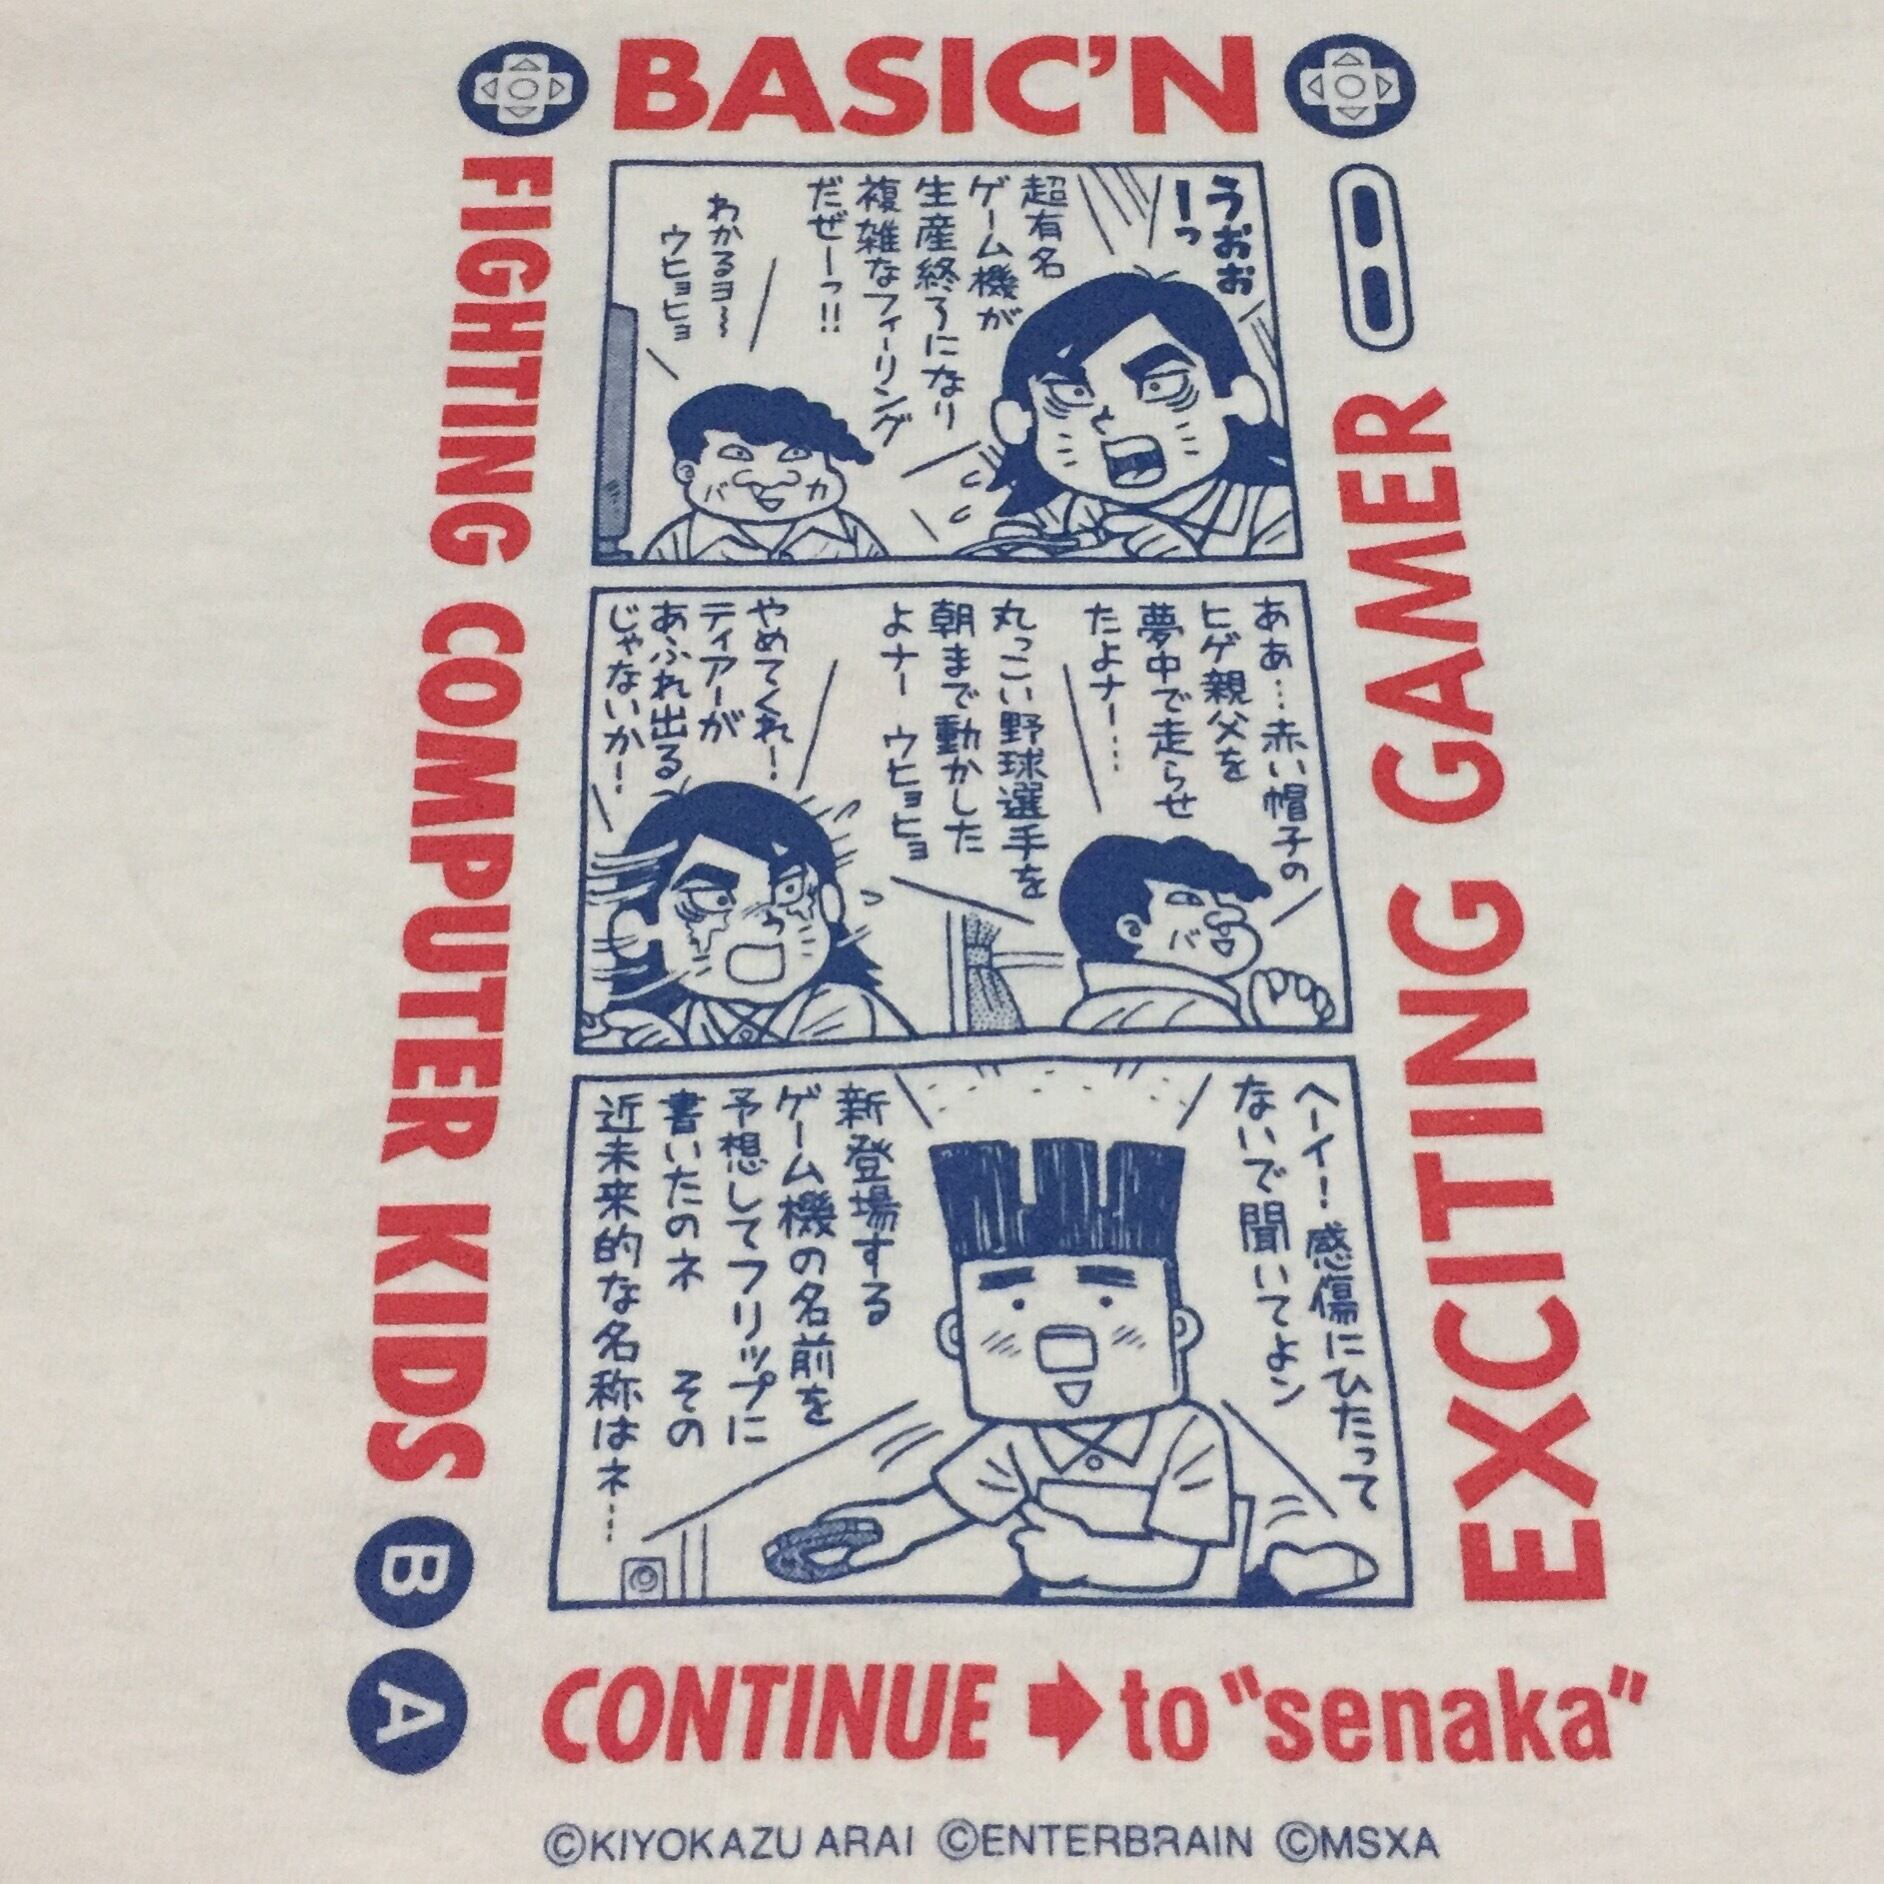 BASIC'N
EXCITING GAMER
FIGHTING COMPUTER KIDS
B
A
うおお
ーっ
超有名
ゲーム機が
生産終了になり
複雑なフィーリング
だぜーっ!!
わかるヨ〜
ウヒョヒョ
バ
カ
ああ…赤い帽子の
ヒゲ親父を
夢中で走らせ
たよナー…
丸っこい野球選手を
朝まで動かした
よナー ウヒョヒョ
バ
やめてくれー!
ティアーが
あふれ出る
じゃないか!
ヘーイ!感傷にひたって
ないで聞いてよン
新登場する
ゲーム機の名前を
予想してフリップに
書いたのネ その
近未来的な名称はネ…
CONTINUE ➡ to "senaka"
©KIYOKAZU ARAI ©ENTERBRAIN ©MSXA